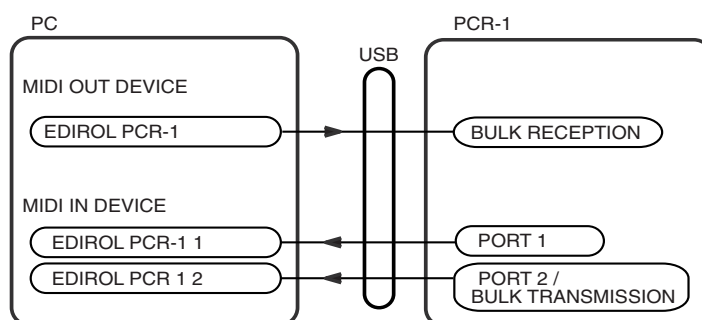 PC
PCR-1
USB
MIDI OUT DEVICE
EDIROL PCR-1
BULK RECEPTION
MIDI IN DEVICE
EDIROL PCR-1 1
PORT 1
EDIROL PCR 1 2
PORT 2 /
BULK TRANSMISSION